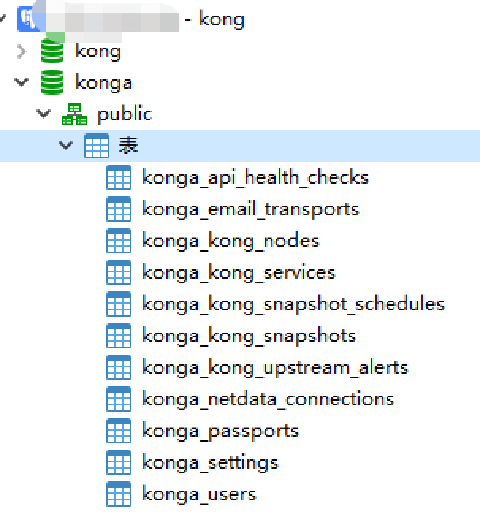 - kong
kong
konga
public
表
konga_api_health_checks
konga_email_transports
konga_kong_nodes
konga_kong_services
konga_kong_snapshot_schedules
konga_kong_snapshots
konga_kong_upstream_alerts
konga_netdata_connections
konga_passports
konga_settings
konga_users